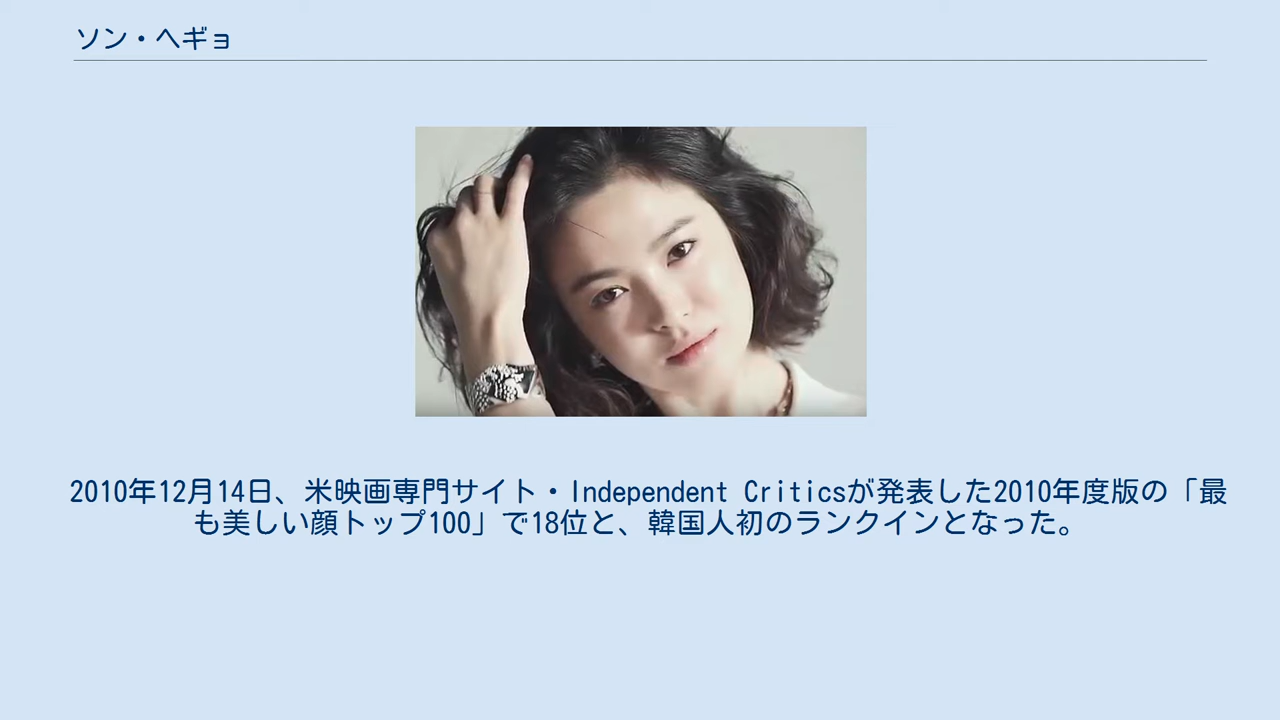 ソン・ヘギョ
2010年12月14日、米映画専門サイト・Independent Criticsが発表した2010年度版の「最
も美しい顔トップ100」で18位と、韓国人初のランクインとなった。